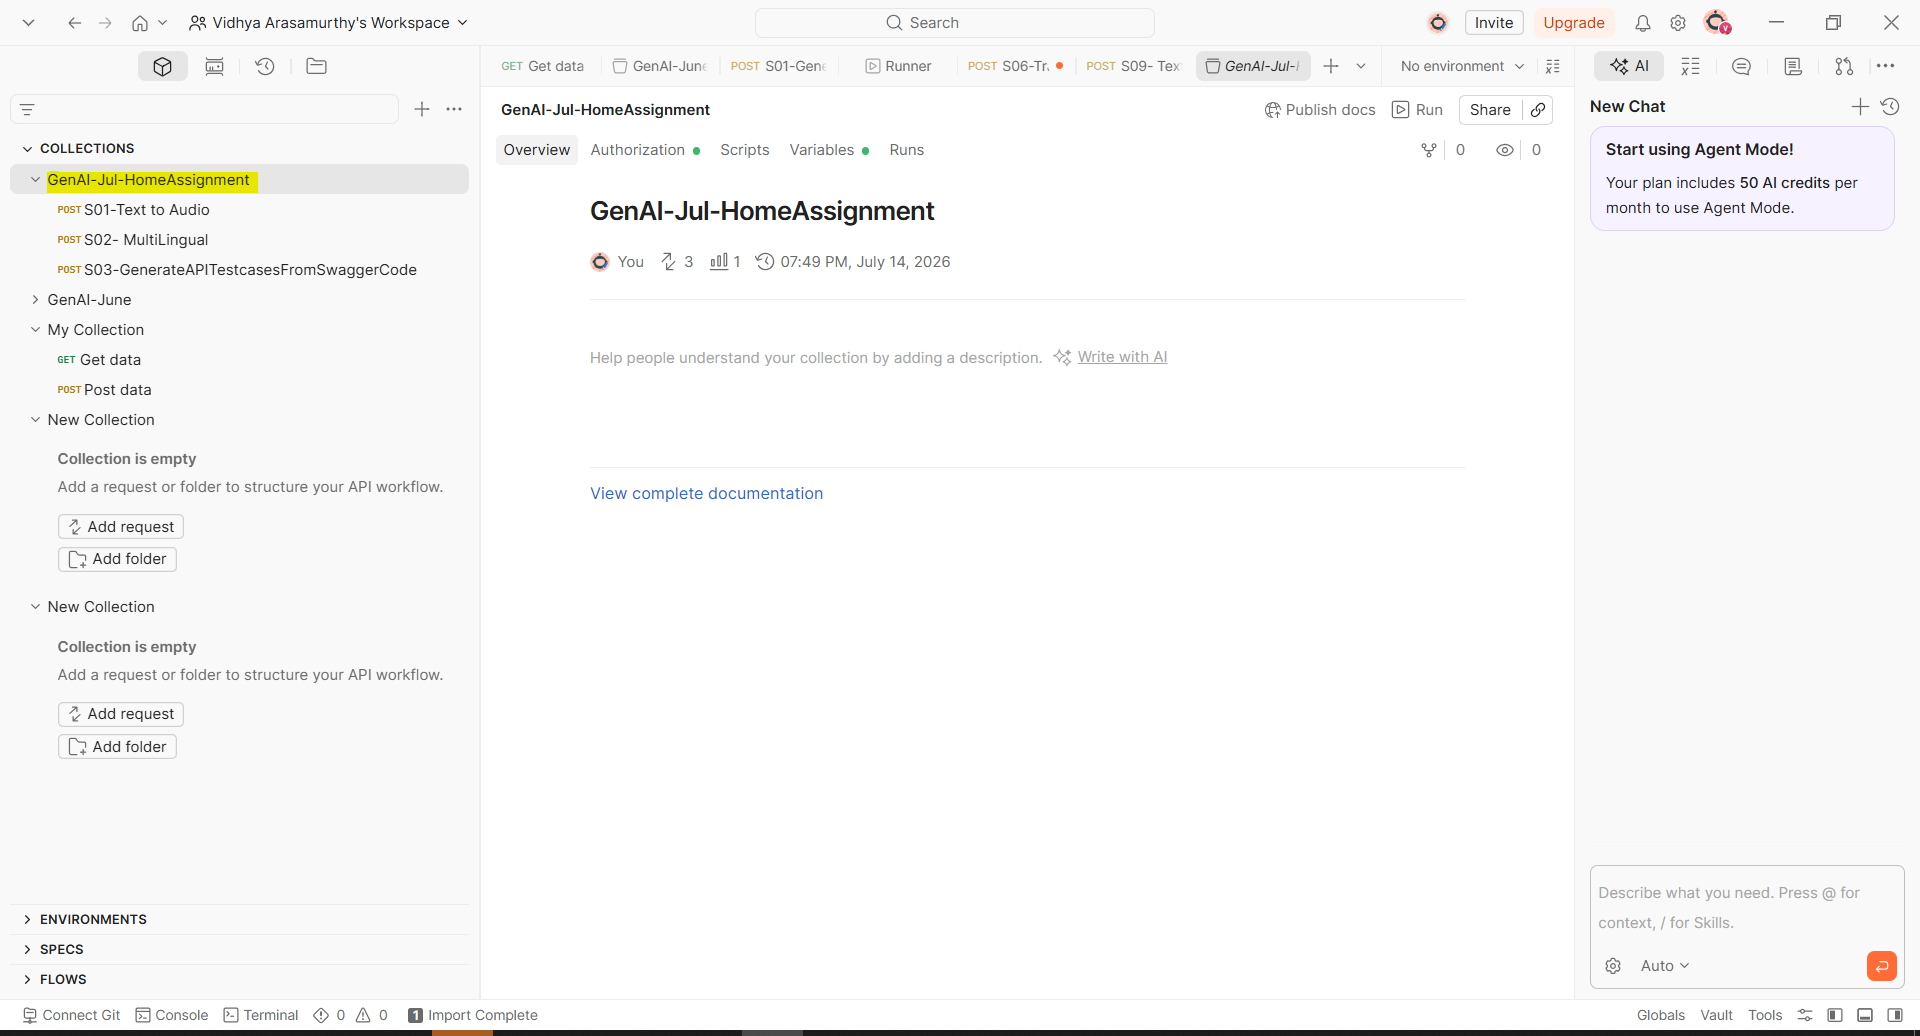 Vidhya Arasamurthy's Workspace
Search
Invite
Upgrade
GET Get data
GenAI-June
POST S01-Gene
Runner
POST S06-Tr
POST S09- Tex
GenAI-Jul-
No environment
AI
COLLECTIONS
GenAI-Jul-HomeAssignment
POST S01-Text to Audio
POST S02- MultiLingual
POST S03-GenerateAPITestcasesFromSwaggerCode
GenAI-June
My Collection
GET Get data
POST Post data
New Collection
Collection is empty
Add a request or folder to structure your API workflow.
Add request
Add folder
New Collection
Collection is empty
Add a request or folder to structure your API workflow.
Add request
Add folder
ENVIRONMENTS
SPECS
FLOWS
GenAI-Jul-HomeAssignment
Publish docs
Run
Share
Overview
Authorization
Scripts
Variables
Runs
0
0
GenAI-Jul-HomeAssignment
You 3 1 07:49 PM, July 14, 2026
Help people understand your collection by adding a description. Write with AI
View complete documentation
New Chat
Start using Agent Mode!
Your plan includes 50 AI credits per
month to use Agent Mode.
Describe what you need. Press @ for
context, / for Skills.
Auto
Connect Git
Console
Terminal
0
0
1 Import Complete
Globals
Vault
Tools